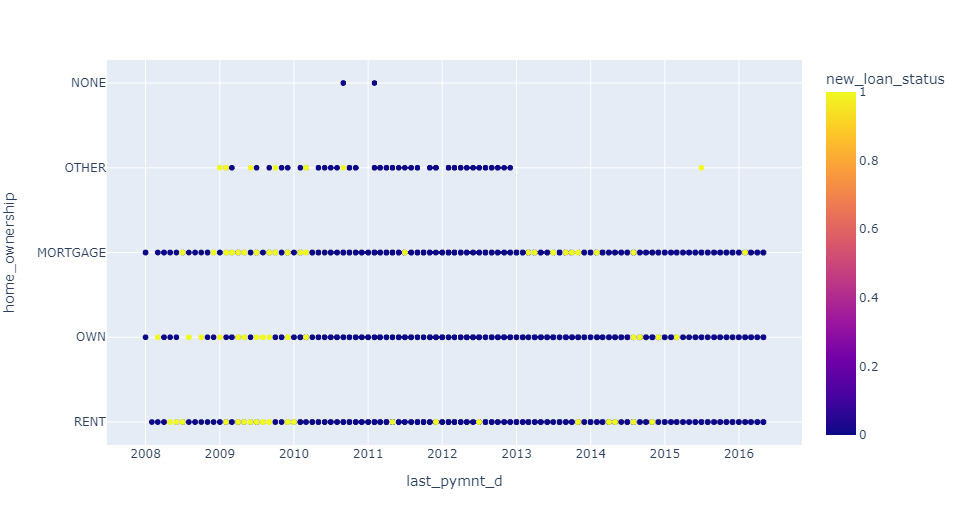 new_loan_status
NONE
OTHER
MORTGAGE
OWN
RENT
home_ownership
1
0.8
0.6
0.4
0.2
0
2008 2009 2010 2011 2012 2013 2014 2015 2016
last_pymnt_d